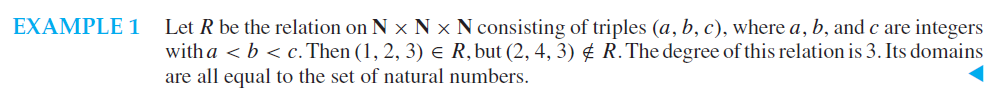 EXAMPLE 1 Let R be the relation on N × N × N consisting of triples (a, b, c), where a, b, and c are integers
with a < b < c. Then (1, 2, 3) ∈ R, but (2, 4, 3) ∉ R. The degree of this relation is 3. Its domains
are all equal to the set of natural numbers.